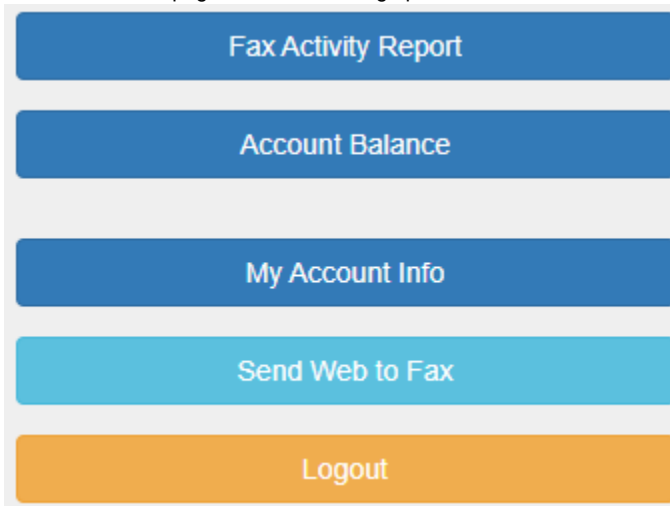 Fax Activity Report
Account Balance
My Account Info
Send Web to Fax
Logout